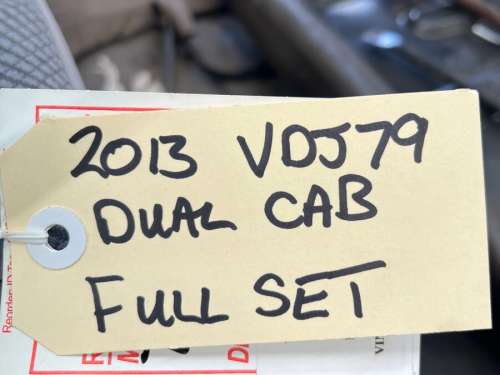 2013 VDJ79
DUAL CAB
FULL SET